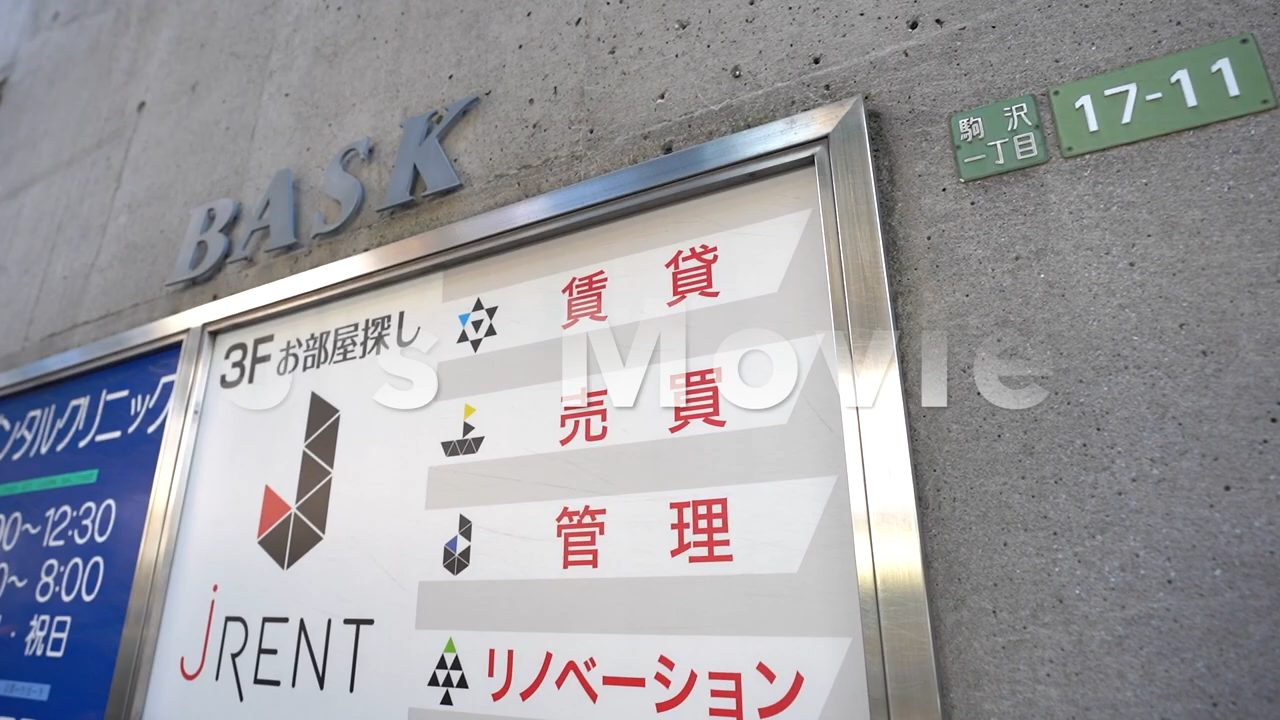 BASK
駒沢
一丁目
17-11
3Fお部屋探し
jRENT
賃貸
売買
管理
リノベーション
ンタルクリニック
00〜12:30
〜8:00
・祝日
's Movie